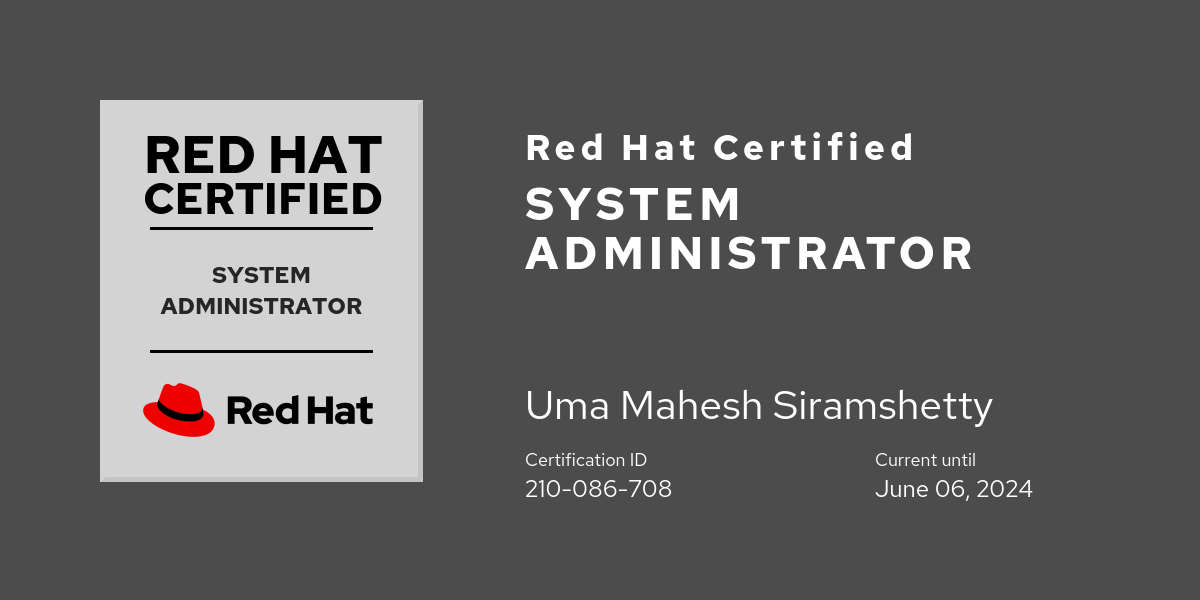 RED HAT
CERTIFIED
SYSTEM
ADMINISTRATOR
Red Hat
Red Hat Certified
SYSTEM
ADMINISTRATOR
Uma Mahesh Siramshetty
Certification ID
210-086-708
Current until
June 06, 2024